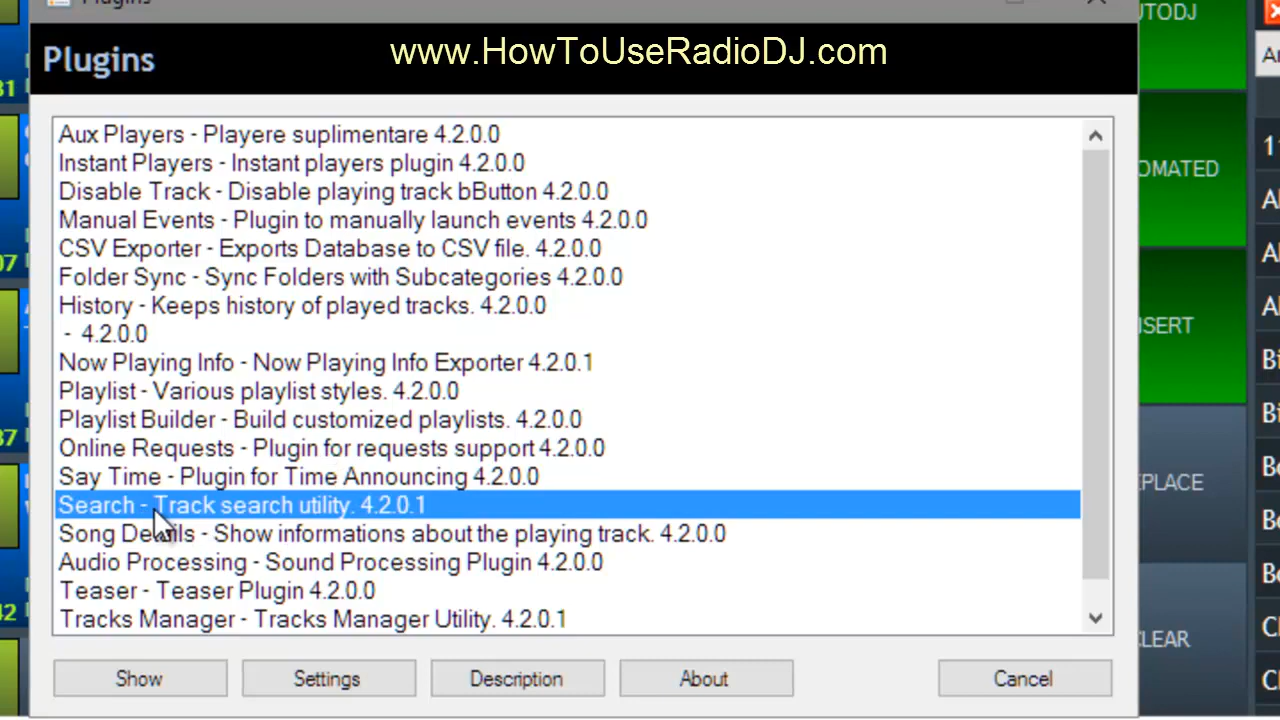 Plugins
www.HowToUseRadioDJ.com
Plugins
Aux Players - Playere suplimentare 4.2.0.0
Instant Players - Instant players plugin 4.2.0.0
Disable Track - Disable playing track bButton 4.2.0.0
Manual Events - Plugin to manually launch events 4.2.0.0
CSV Exporter - Exports Database to CSV file. 4.2.0.0
Folder Sync - Sync Folders with Subcategories 4.2.0.0
History - Keeps history of played tracks. 4.2.0.0
- 4.2.0.0
Now Playing Info - Now Playing Info Exporter 4.2.0.1
Playlist - Various playlist styles. 4.2.0.0
Playlist Builder - Build customized playlists. 4.2.0.0
Online Requests - Plugin for requests support 4.2.0.0
Say Time - Plugin for Time Announcing 4.2.0.0
Search - Track search utility. 4.2.0.1
Song Details - Show informations about the playing track. 4.2.0.0
Audio Processing - Sound Processing Plugin 4.2.0.0
Teaser - Teaser Plugin 4.2.0.0
Tracks Manager - Tracks Manager Utility. 4.2.0.1
Show
Settings
Description
About
Cancel
UTODJ
OMATED
SERT
PLACE
LEAR
31
07
37
42